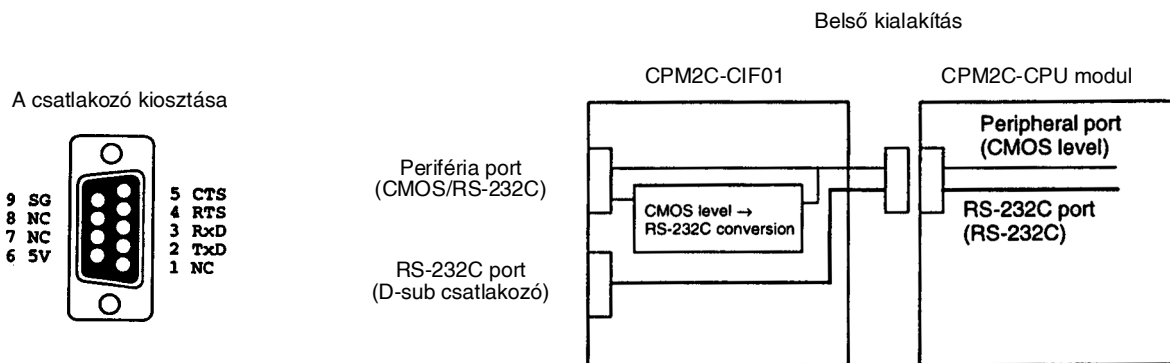 Belső kialakítás
CPM2C-CIF01
CPM2C-CPU modul
A csatlakozó kiosztása
9 SG
8 NC
7 NC
6 5V
5 CTS
4 RTS
3 RxD
2 TxD
1 NC
Periféria port
(CMOS/RS-232C)
CMOS level →
RS-232C conversion
RS-232C port
(D-sub csatlakozó)
Peripheral port
(CMOS level)
RS-232C port
(RS-232C)